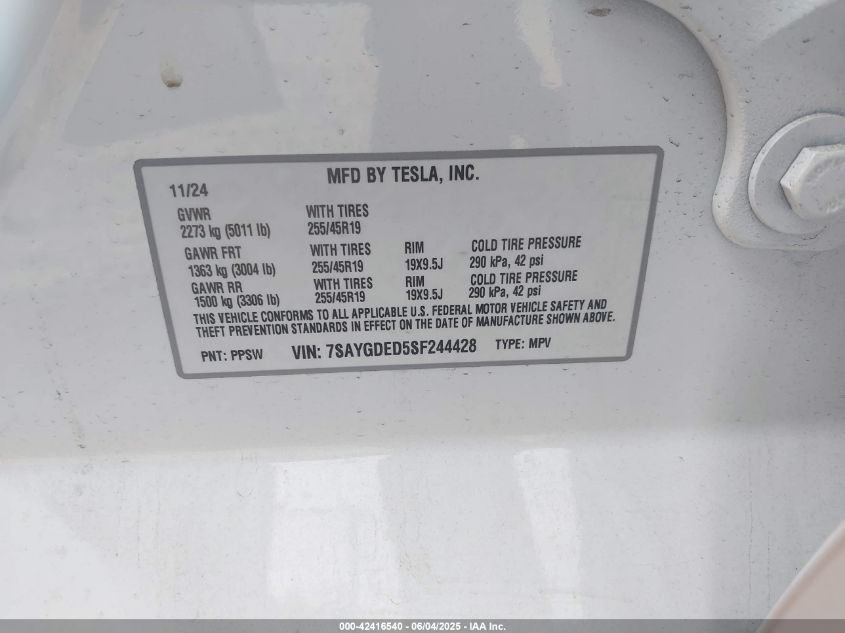 MFD BY TESLA, INC.
11/24
GVWR WITH TIRES
2273 kg (5011 lb) 255/45R19
GAWR FRT WITH TIRES RIM COLD TIRE PRESSURE
1363 kg (3004 lb) 255/45R19 19X9.5J 290 kPa, 42 psi
GAWR RR WITH TIRES RIM COLD TIRE PRESSURE
1500 kg (3306 lb) 255/45R19 19X9.5J 290 kPa, 42 psi
THIS VEHICLE CONFORMS TO ALL APPLICABLE U.S. FEDERAL MOTOR VEHICLE SAFETY AND
THEFT PREVENTION STANDARDS IN EFFECT ON THE DATE OF MANUFACTURE SHOWN ABOVE.
PNT: PPSW VIN: 7SAYGDED5SF244428 TYPE: MPV
000-42416540 - 06/04/2025 - IAA Inc.